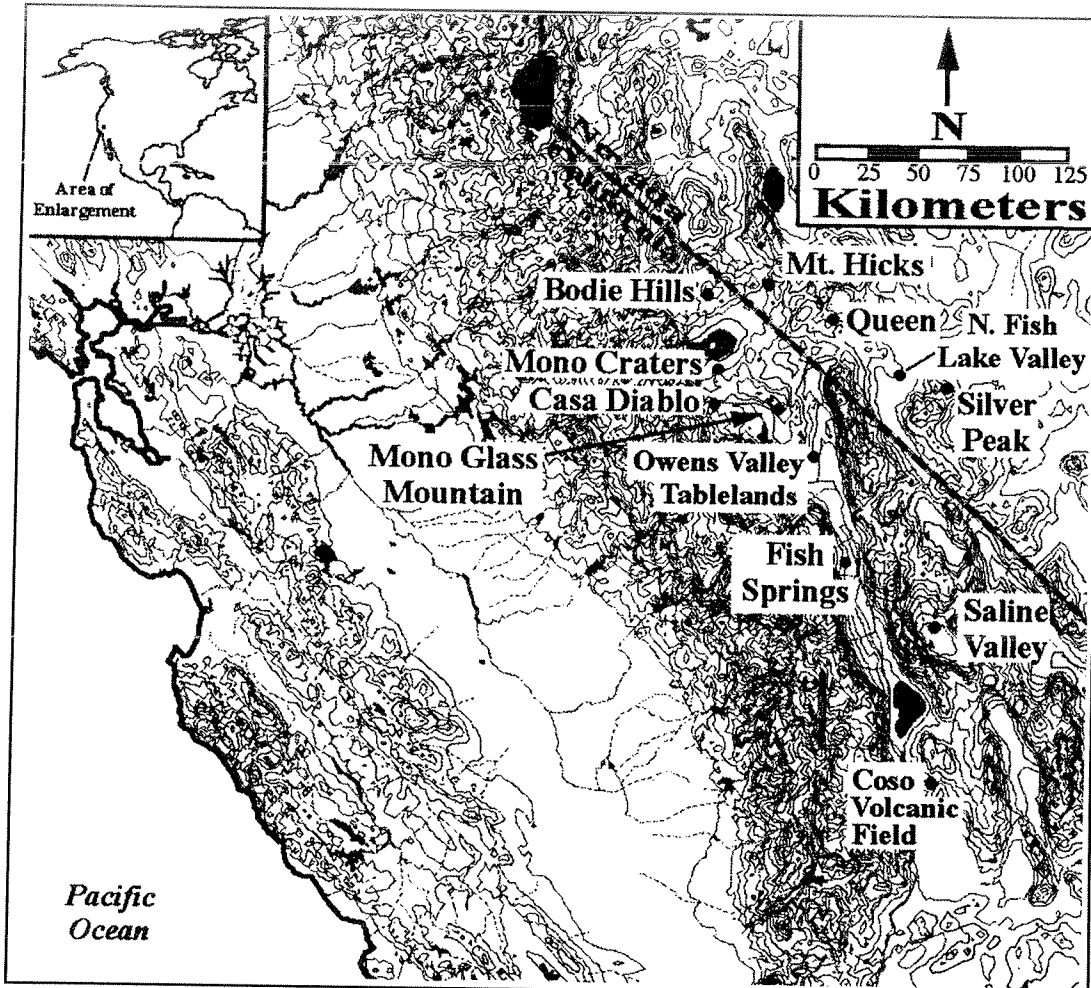 Area of
Enlargement
N
0 25 50 75 100 125
Kilometers
Mt. Hicks
Bodie Hills
Queen
N. Fish
Lake Valley
Mono Craters
Casa Diablo
Silver
Peak
Mono Glass
Mountain
Owens Valley
Tablelands
Fish
Springs
Saline
Valley
Coso
Volcanic
Field
Pacific
Ocean